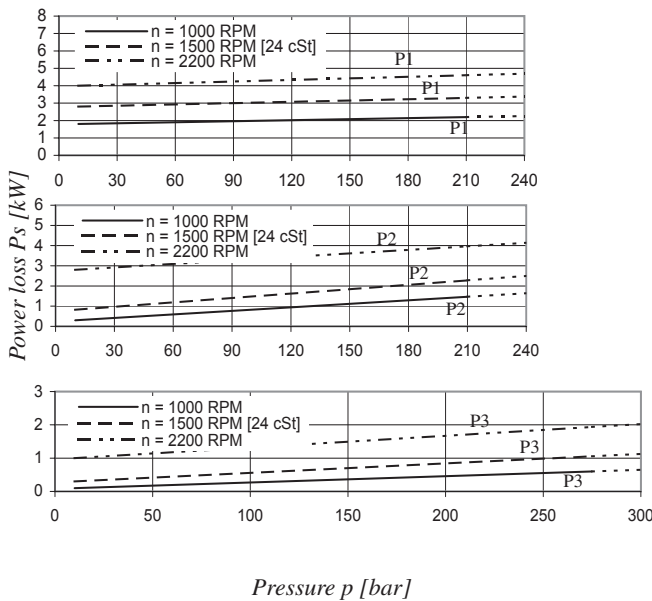 8
7
6
5
4
3
2
1
0
n = 1000 RPM
n = 1500 RPM [24 cSt]
n = 2200 RPM
P1
P1
P1
0 30 60 90 120 150 180 210 240
6
5
4
3
2
1
0
n = 1000 RPM
n = 1500 RPM [24 cSt]
n = 2200 RPM
P2
P2
P2
0 30 60 90 120 150 180 210 240
Power loss Ps [kW]
3
2
1
0
n = 1000 RPM
n = 1500 RPM [24 cSt]
n = 2200 RPM
P3
P3
P3
0 50 100 150 200 250 300
Pressure p [bar]